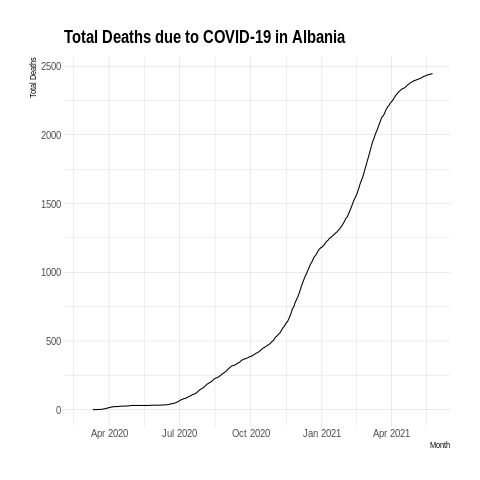 Total Deaths due to COVID-19 in Albania
Total Deaths
2500
2000
1500
1000
500
0
Apr 2020 Jul 2020 Oct 2020 Jan 2021 Apr 2021
Month